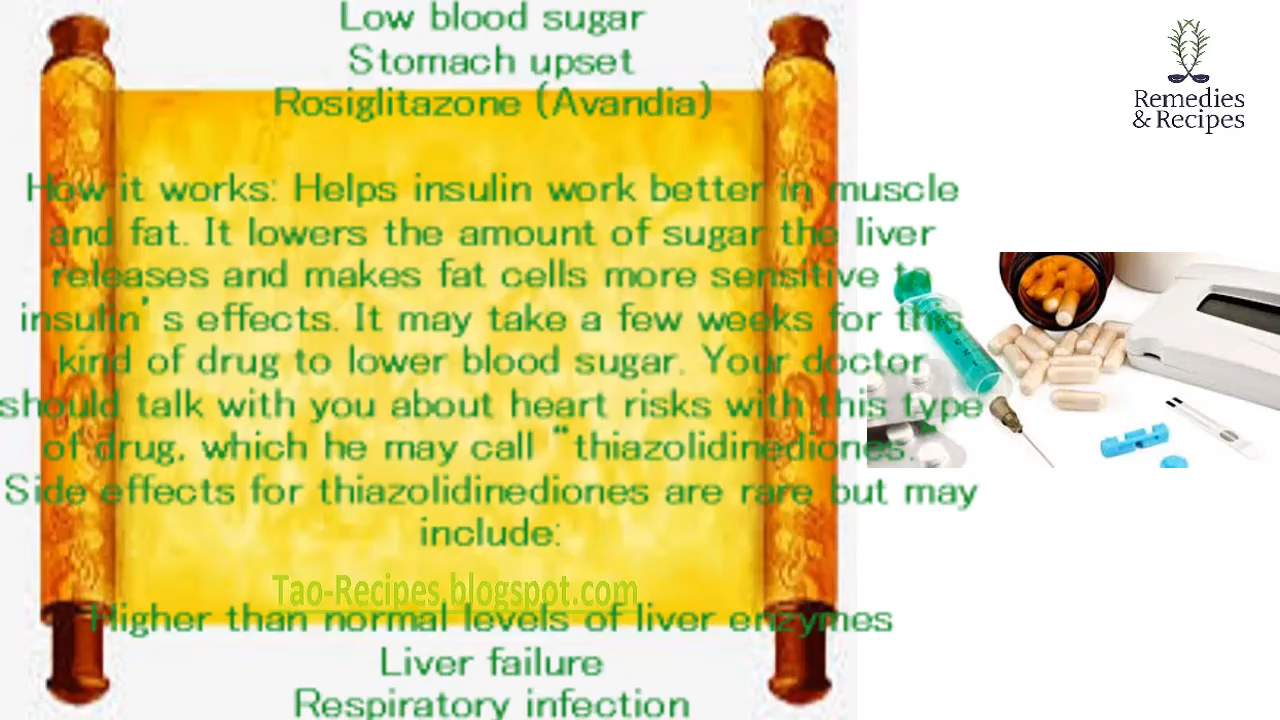 Low blood sugar
Stomach upset
Rosiglitazone (Avandia)
How it works: Helps insulin work better in muscle
and fat. It lowers the amount of sugar the liver
releases and makes fat cells more sensitive to
insulin's effects. It may take a few weeks for this
kind of drug to lower blood sugar. Your doctor
should talk with you about heart risks with this type
of drug, which he may call “thiazolidinediones.
Side effects for thiazolidinediones are rare but may
include:
Tao-Recipes.blogspot.com
Higher than normal levels of liver enzymes
Liver failure
Respiratory infection
Remedies
& Recipes